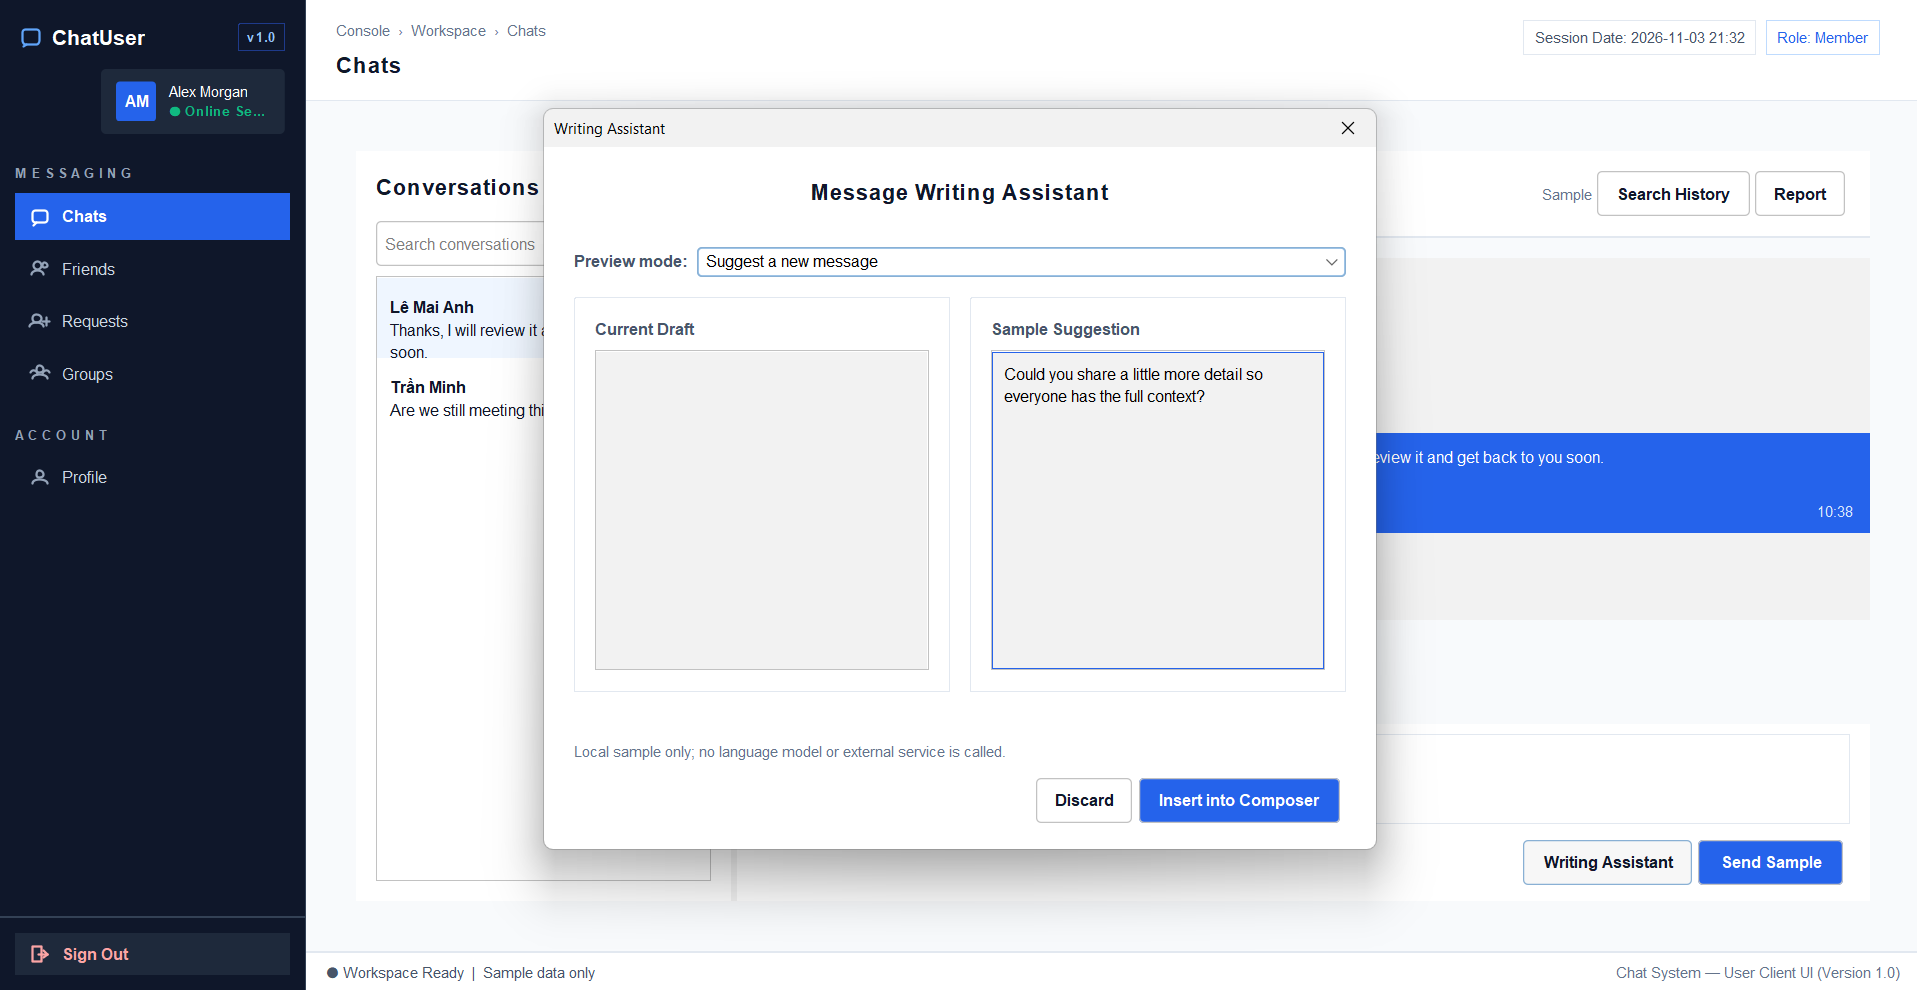 ChatUser
v1.0
AM
Alex Morgan
Online Se...
MESSAGING
Chats
Friends
Requests
Groups
ACCOUNT
Profile
Sign Out
Console › Workspace › Chats
Chats
Session Date: 2026-11-03 21:32
Role: Member
Conversations
Search conversations
Lê Mai Anh
Thanks, I will review it
soon.
Trần Minh
Are we still meeting
Sample
Search History
Report
it and get back to you soon.
10:38
Writing Assistant
Send Sample
Writing Assistant
Message Writing Assistant
Preview mode:
Suggest a new message
Current Draft
Sample Suggestion
Could you share a little more detail so
everyone has the full context?
Local sample only; no language model or external service is called.
Discard
Insert into Composer
Workspace Ready | Sample data only
Chat System — User Client UI (Version 1.0)